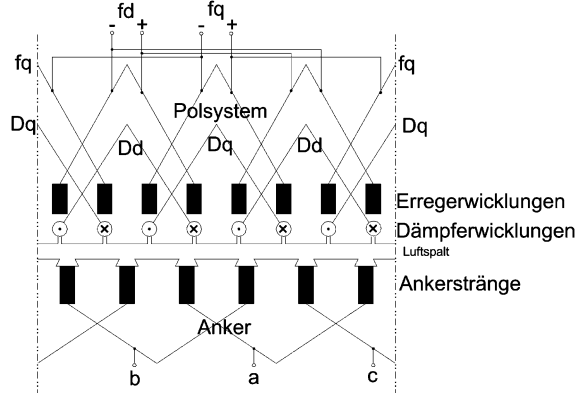 fd fq
- + - +
fq fq
Polsystem
Dq Dq
Dd Dq Dd
Erregerwicklungen
Dämpferwicklungen
Luftspalt
Ankerstränge
Anker
b a c